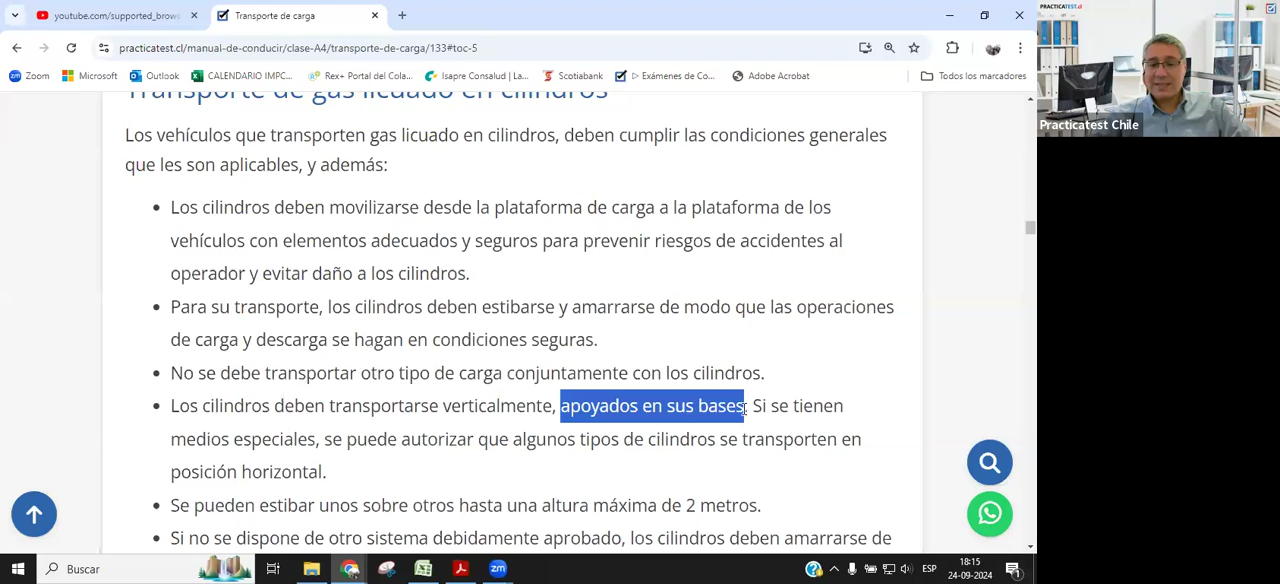 youtube.com/supported_brows
Transporte de carga
practicatest.cl/manual-de-conducir/clase-A4/transporte-de-carga/133#toc-5
Zoom
Microsoft
Outlook
CALENDARIO IMPC...
Rex+ Portal del Cola...
Isapre Consalud | La...
Scotiabank
▷ Exámenes de Co...
Adobe Acrobat
Todos los marcadores
Transporte de gas licuado en cilindros
Los vehículos que transporten gas licuado en cilindros, deben cumplir las condiciones generales
que les son aplicables, y además:
• Los cilindros deben movilizarse desde la plataforma de carga a la plataforma de los
vehículos con elementos adecuados y seguros para prevenir riesgos de accidentes al
operador y evitar daño a los cilindros.
• Para su transporte, los cilindros deben estibarse y amarrarse de modo que las operaciones
de carga y descarga se hagan en condiciones seguras.
• No se debe transportar otro tipo de carga conjuntamente con los cilindros.
• Los cilindros deben transportarse verticalmente, apoyados en sus bases. Si se tienen
medios especiales, se puede autorizar que algunos tipos de cilindros se transporten en
posición horizontal.
• Se pueden estibar unos sobre otros hasta una altura máxima de 2 metros.
• Si no se dispone de otro sistema debidamente aprobado, los cilindros deben amarrarse de
PRACTICATEST.cl
Practicatest Chile
Buscar
ESP
18:15
24-09-2024